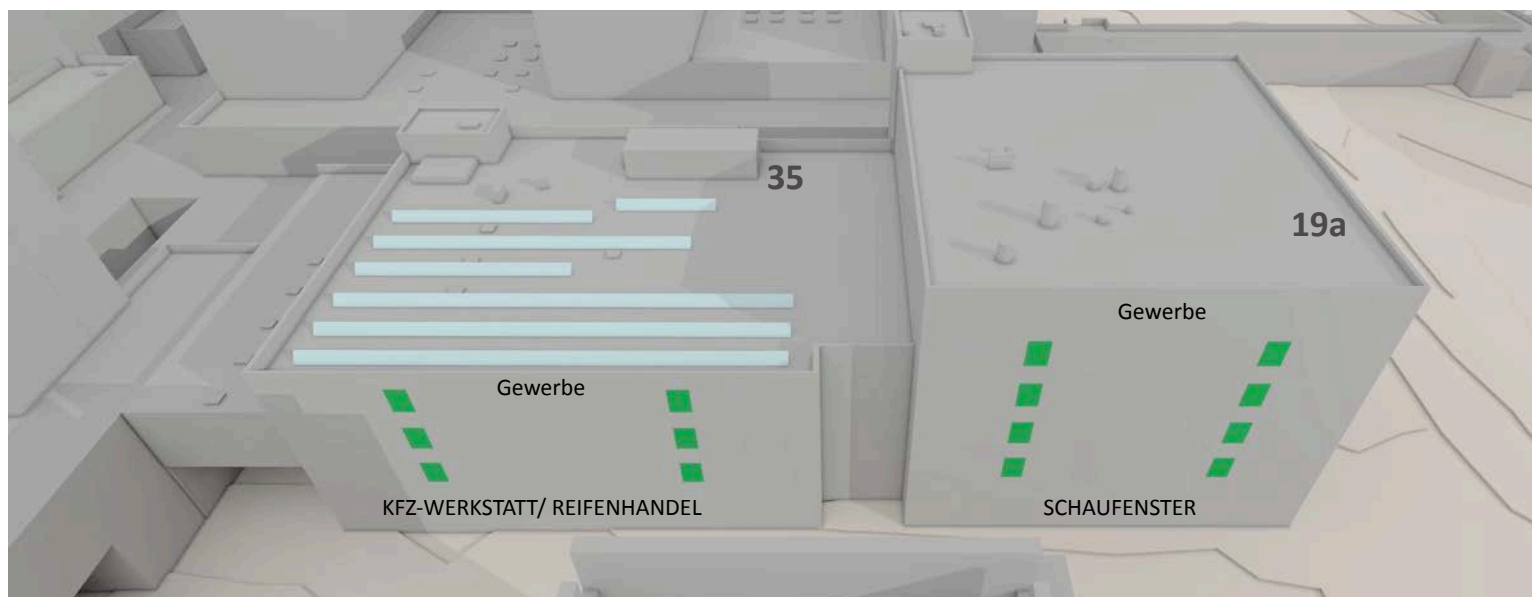 35
19a
Gewerbe
Gewerbe
KFZ-WERKSTATT/ REIFENHANDEL
SCHAUFENSTER